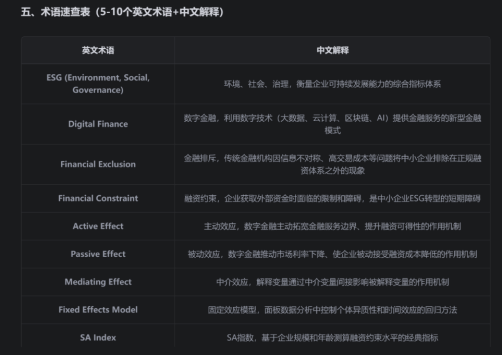 五、术语速查表（5-10个英文术语+中文解释）
英文术语 中文解释
ESG (Environment, Social, Governance) 环境、社会、治理，衡量企业可持续发展能力的综合指标体系
Digital Finance 数字金融，利用数字技术（大数据、云计算、区块链、AI）提供金融服务的新型金融模式
Financial Exclusion 金融排斥，传统金融机构因信息不对称、高交易成本等问题将中小企业排除在正规融资体系之外的现象
Financial Constraint 融资约束，企业获取外部资金时面临的限制和障碍，是中小企业ESG转型的短期障碍
Active Effect 主动效应，数字金融主动拓宽金融服务边界、提升融资可得性的作用机制
Passive Effect 被动效应，数字金融推动市场利率下降、使企业被动接受融资成本降低的作用机制
Mediating Effect 中介效应，解释变量通过中介变量间接影响被解释变量的作用机制
Fixed Effects Model 固定效应模型，面板数据分析中控制个体异质性和时间效应的回归方法
SA Index SA指数，基于企业规模和年龄测算融资约束水平的经典指标